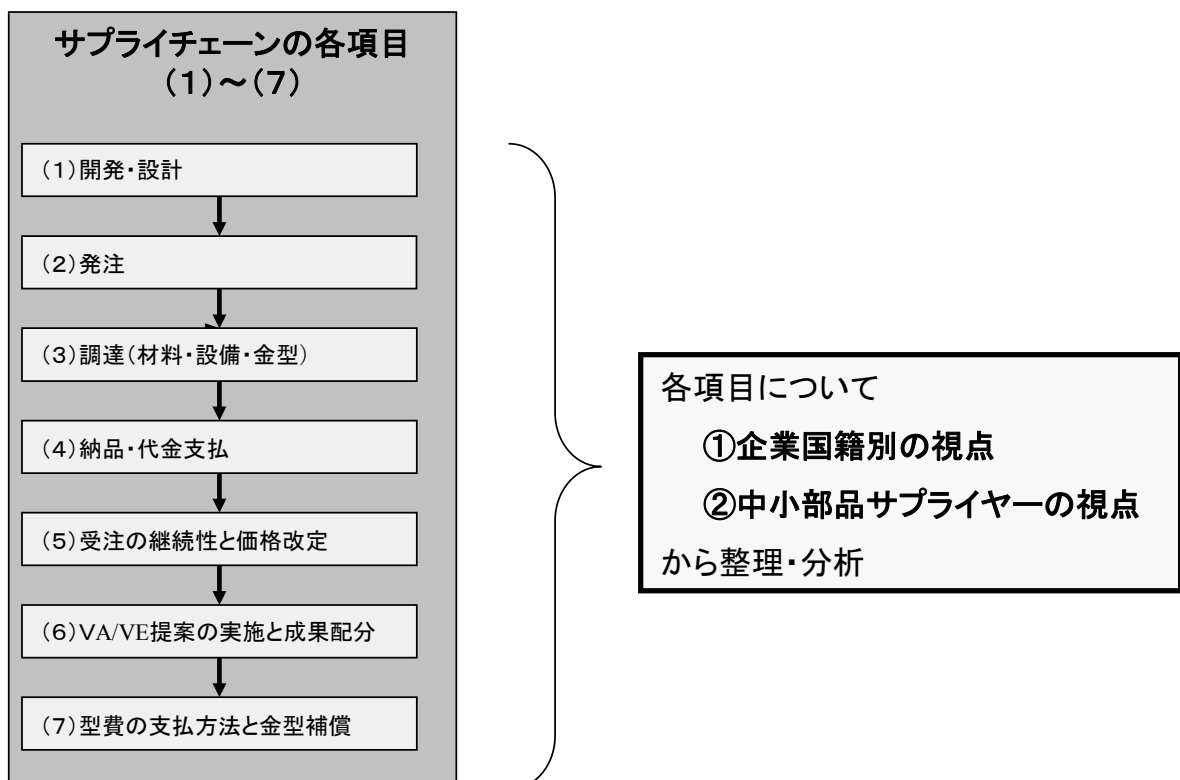 サプライチェーンの各項目
(1)～(7)
(1)開発・設計
(2)発注
(3)調達(材料・設備・金型)
(4)納品・代金支払
(5)受注の継続性と価格改定
(6)VA/VE提案の実施と成果配分
(7)型費の支払方法と金型補償
各項目について
①企業国籍別の視点
②中小部品サプライヤーの視点
から整理・分析